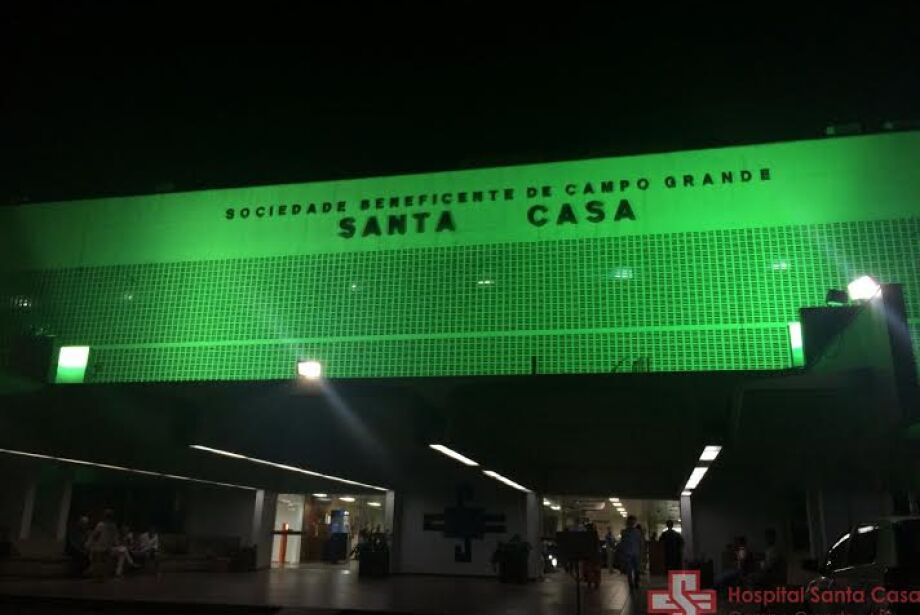 SOCIEDADE BENEFICENTE DE CAMPO GRANDE
SANTA CASA
Hospital Santa Casa